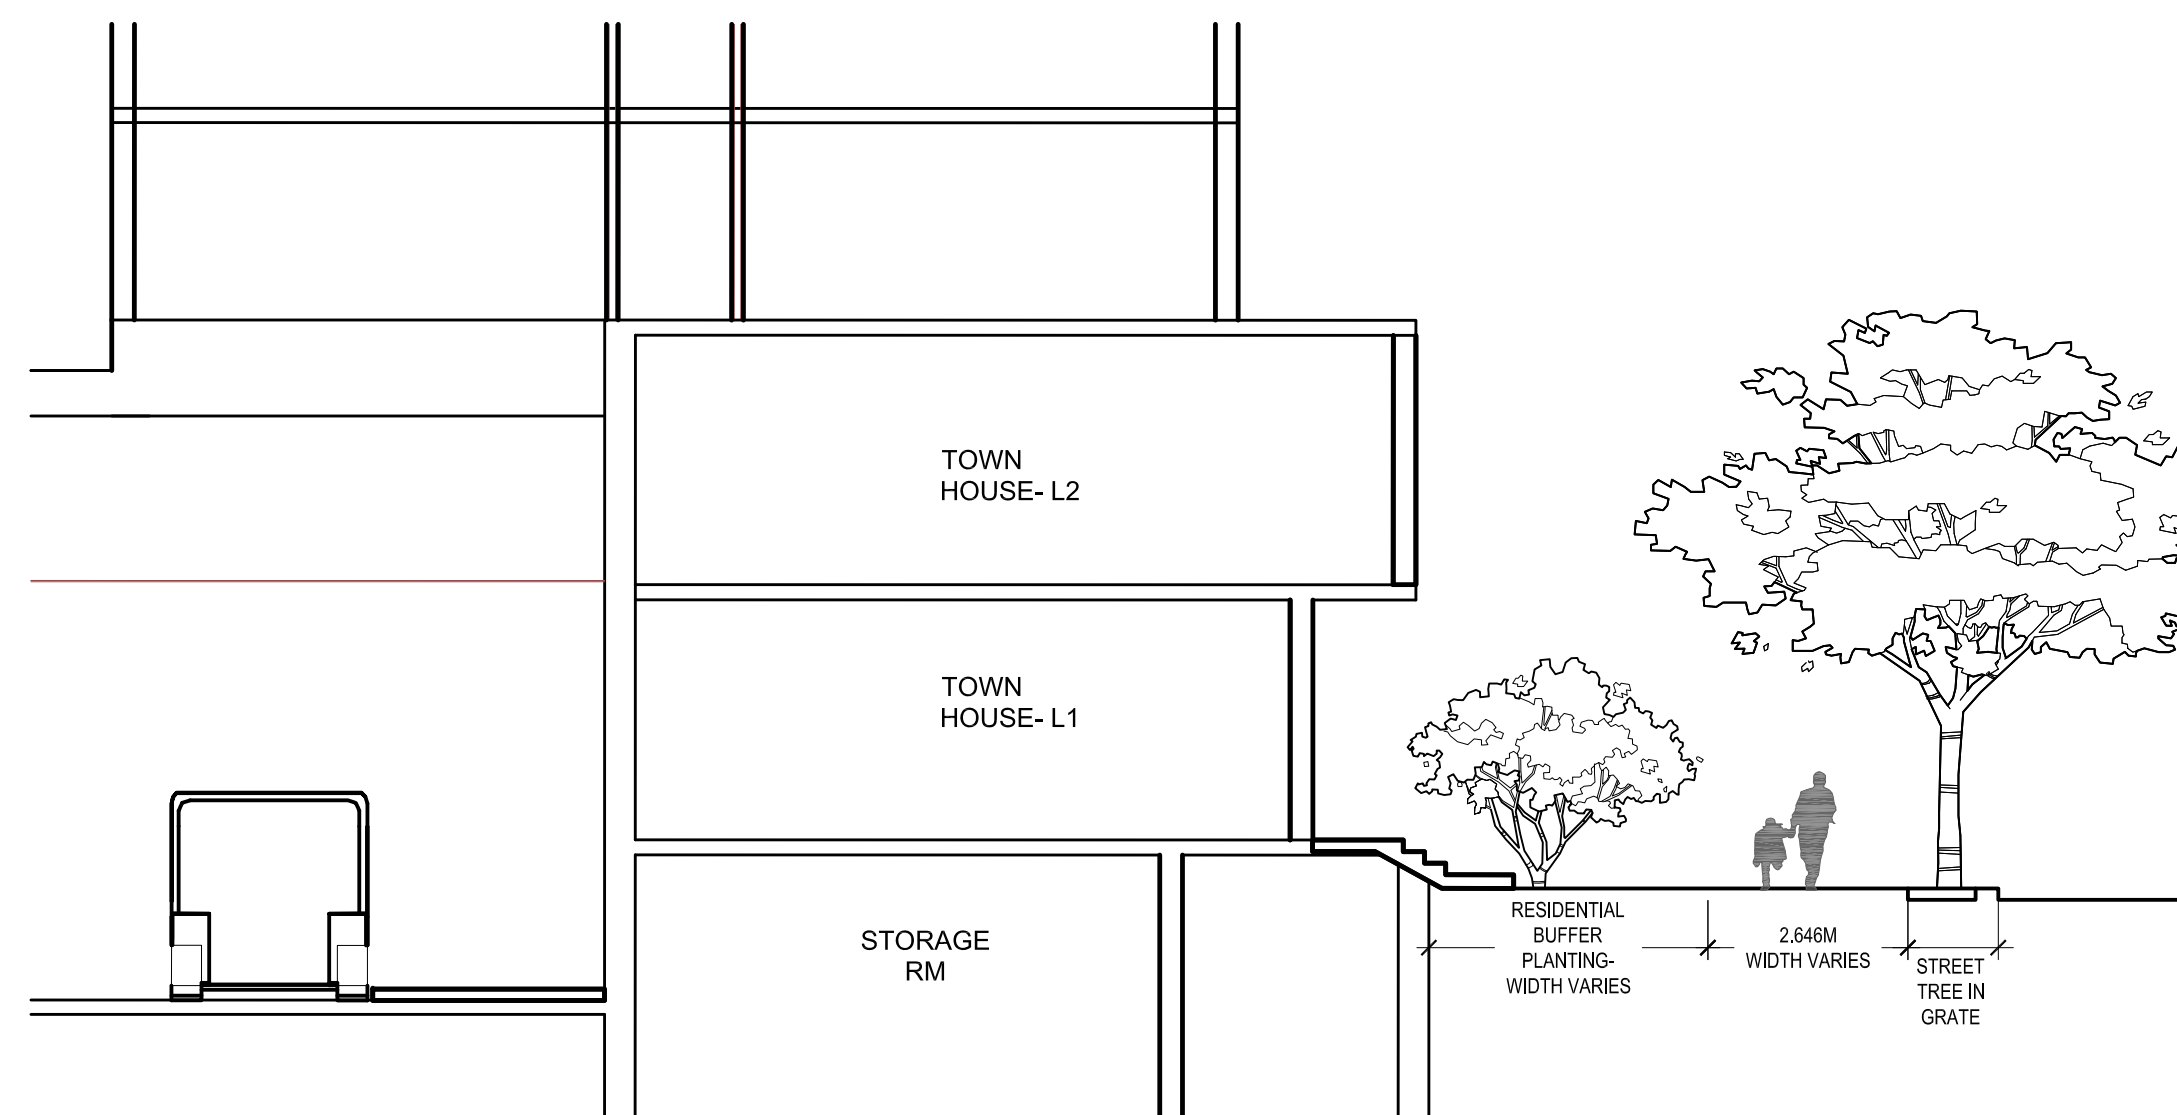 TOWN
HOUSE- L2
TOWN
HOUSE- L1
STORAGE
RM
RESIDENTIAL
BUFFER
PLANTING-
WIDTH VARIES
2.646M
WIDTH VARIES
STREET
TREE IN
GRATE